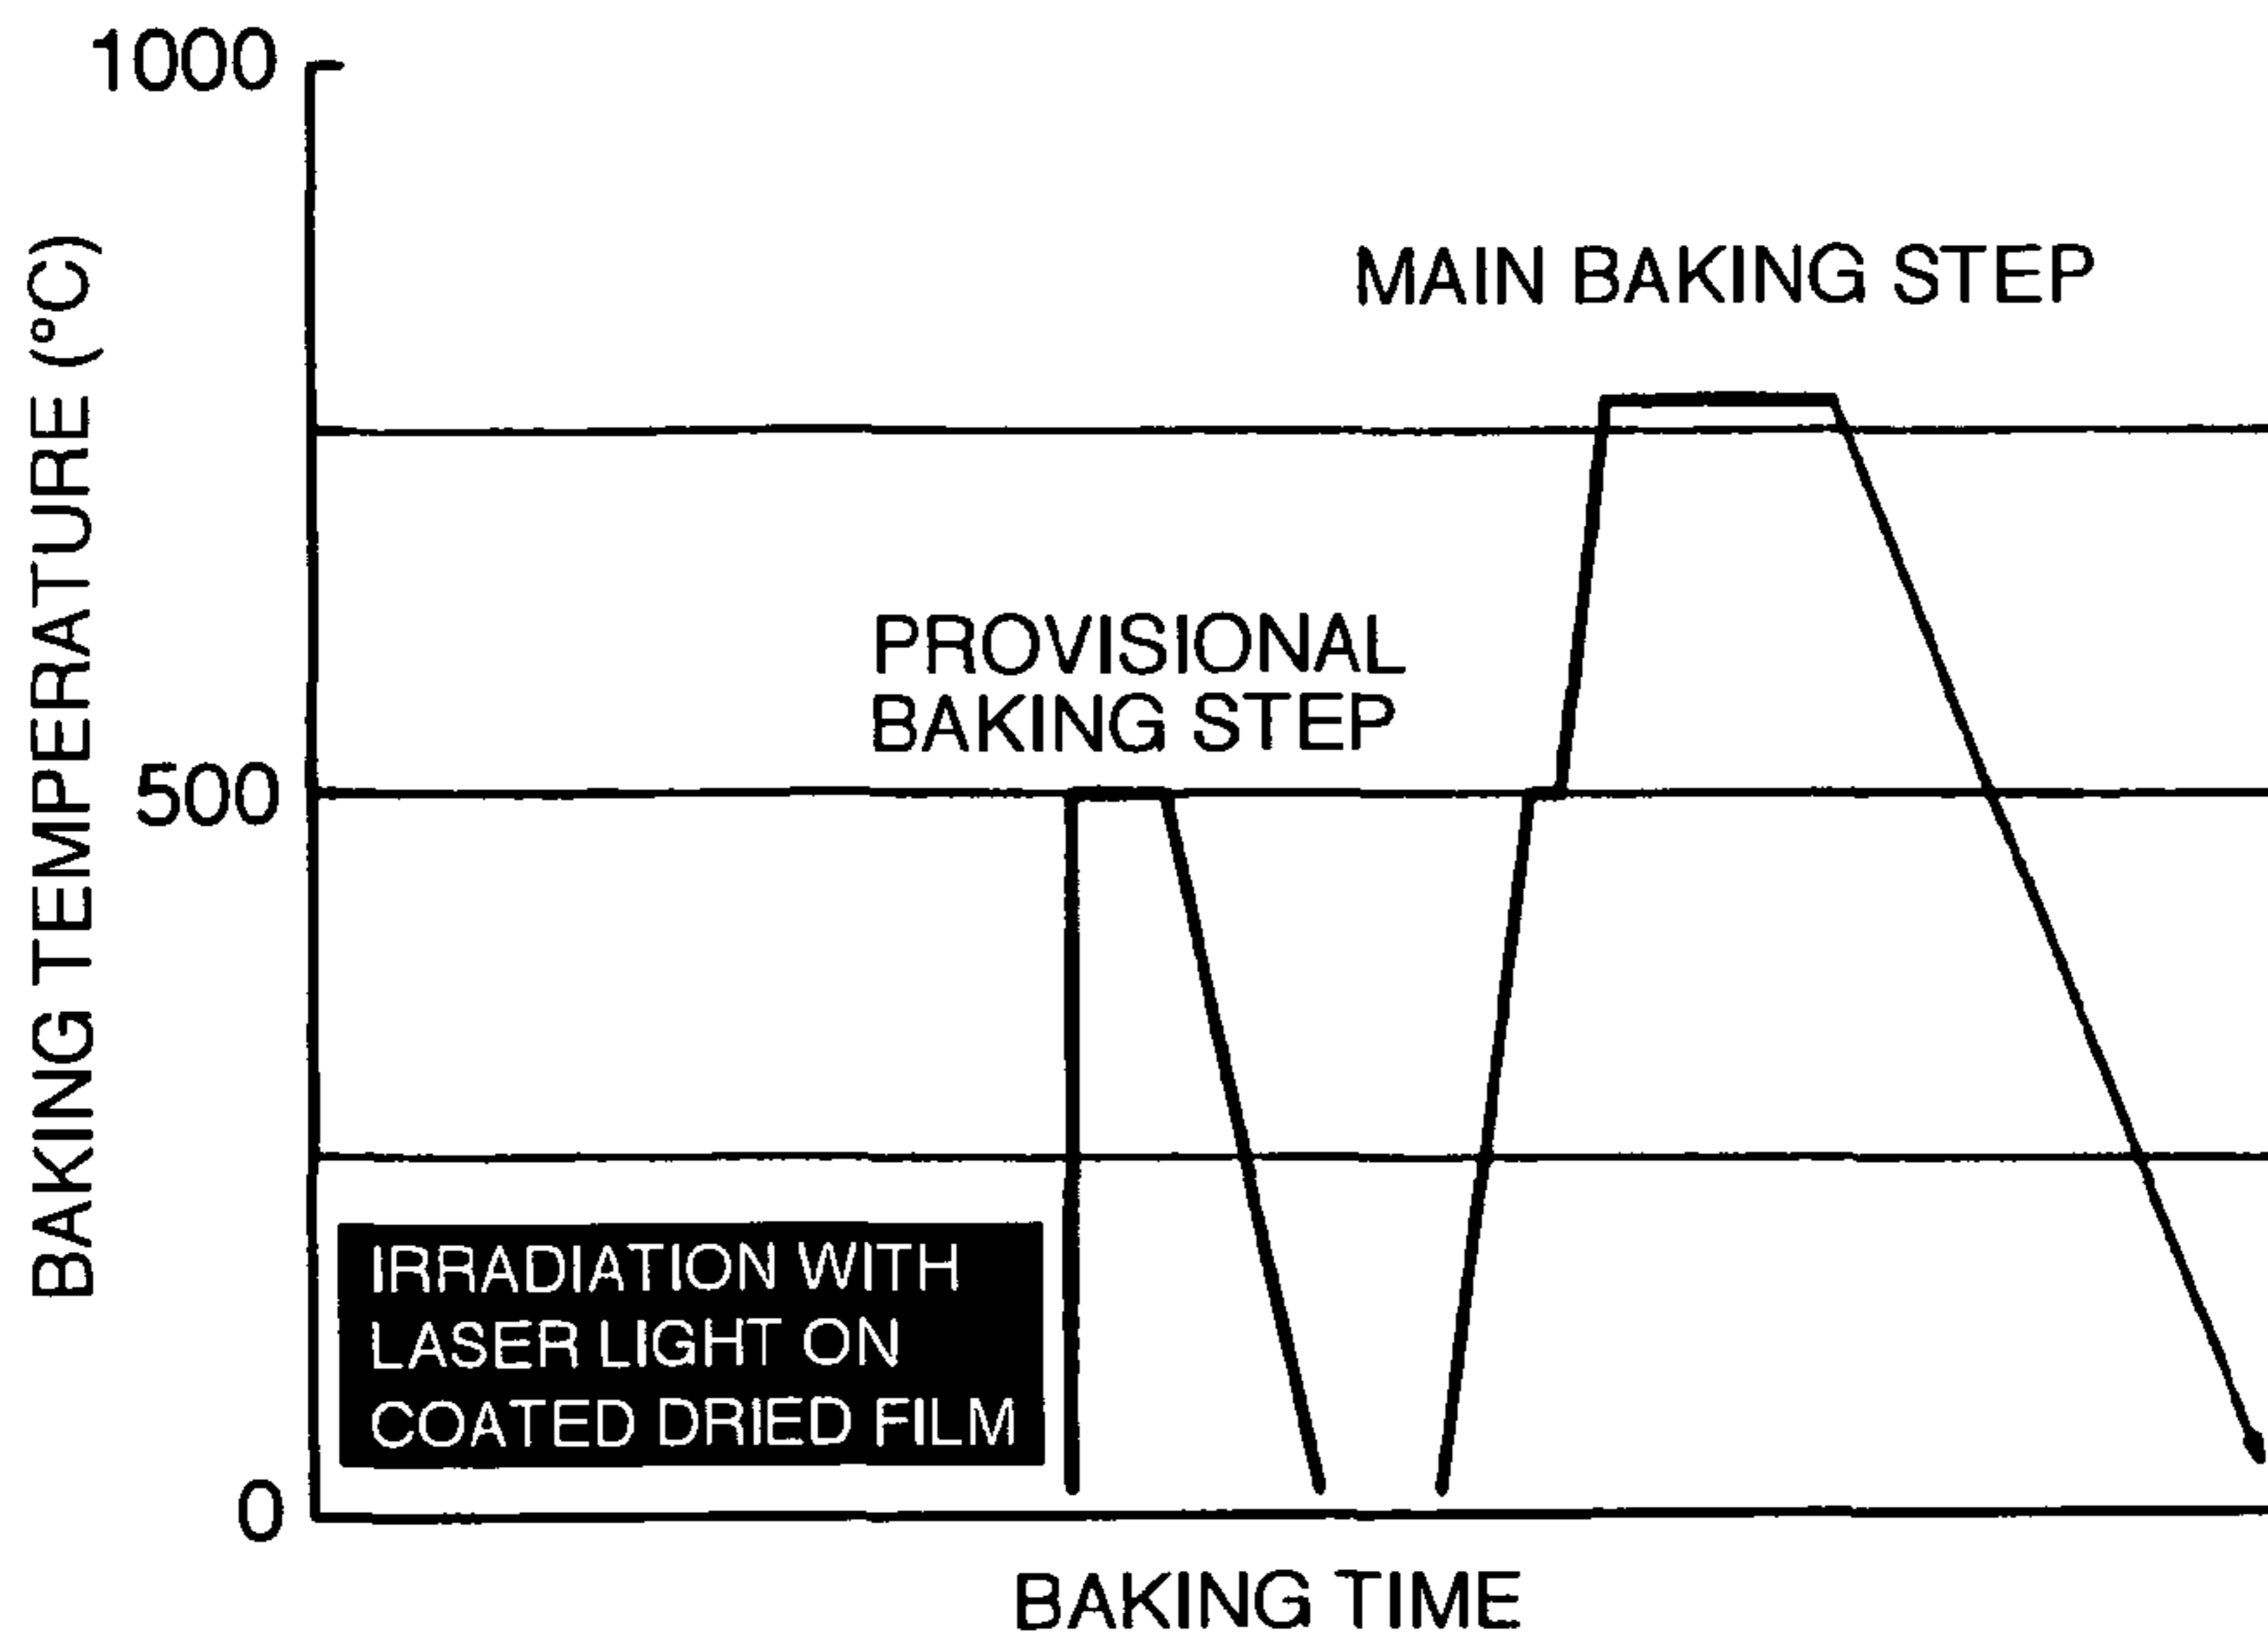 1000
BAKING TEMPERATURE (ºC)
MAIN BAKING STEP
PROVISIONAL
BAKING STEP
500
IRRADIATION WITH
LASER LIGHT ON
COATED DRIED FILM
0
BAKING TIME